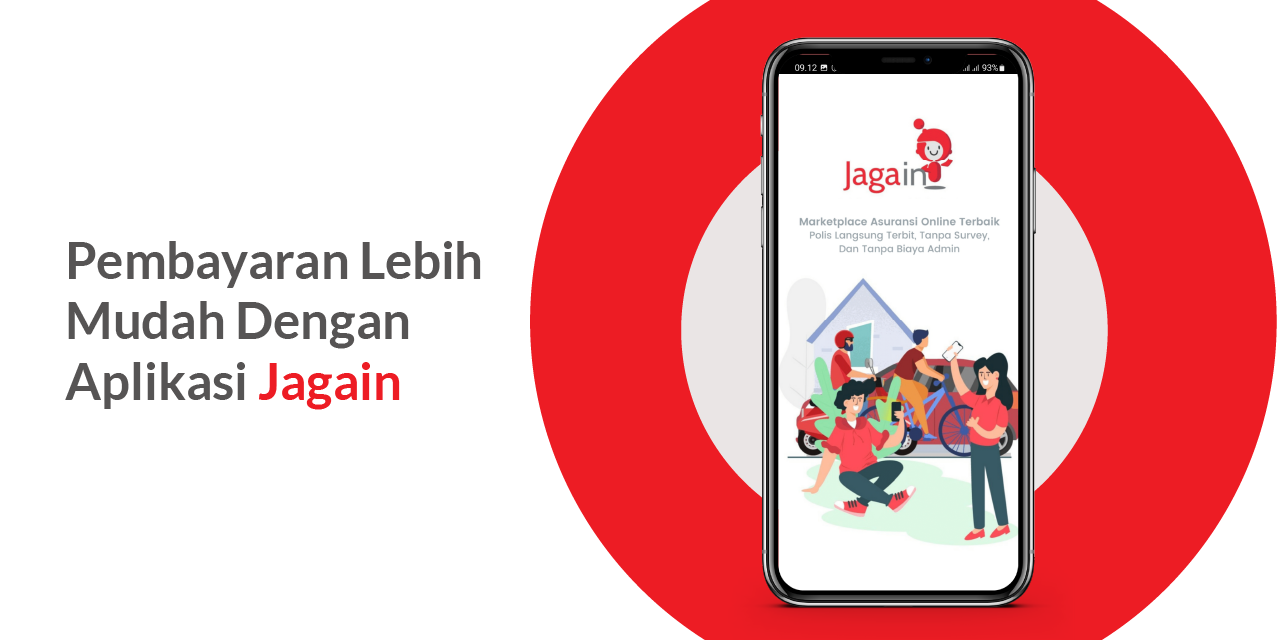 Pembayaran Lebih
Mudah Dengan
Aplikasi Jagain
09.12
93%
Jagain
Marketplace Asuransi Online Terbaik
Polis Langsung Terbit, Tanpa Survey,
Dan Tanpa Biaya Admin